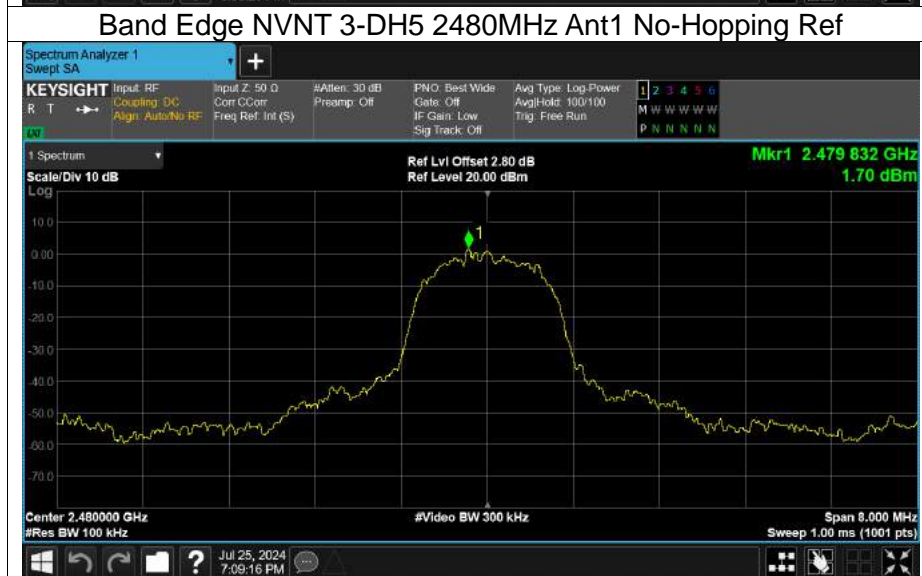 Band Edge NVNT 3-DH5 2480MHz Ant1 No-Hopping Ref
Spectrum Analyzer 1
Swept SA
+
KEYSIGHT Input: RF Input Z: 50 Ω #Atten: 30 dB PNO: Best Wide Avg Type: Log-Power 1 2 3 4 5 6
R T Coupling: DC Corr CCorr Preamp: Off Gate: Off Avg|Hold: 100/100 M W W W W W
Align: Auto/No RF Freq Ref: Int (S) IF Gain: Low Trig: Free Run
LXI Sig Track: Off P N N N N N
1 Spectrum Ref Lvl Offset 2.80 dB Mkr1 2.479 832 GHz
Scale/Div 10 dB Ref Level 20.00 dBm 1.70 dBm
Log
10.0
1
0.00
-10.0
-20.0
-30.0
-40.0
-50.0
-60.0
-70.0
Center 2.480000 GHz #Video BW 300 kHz Span 8.000 MHz
#Res BW 100 kHz Sweep 1.00 ms (1001 pts)
? Jul 25, 2024
7:09:16 PM